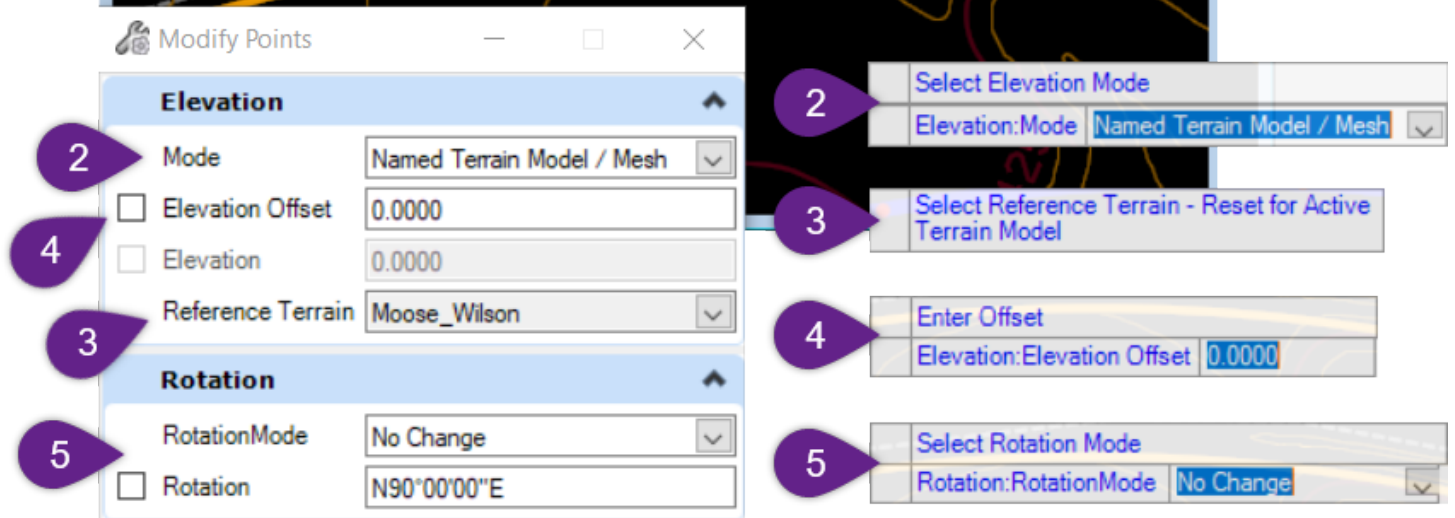 Modify Points
Elevation
2
Mode
Named Terrain Model / Mesh
Elevation Offset
0.0000
4
Elevation
0.0000
Reference Terrain
Moose_Wilson
3
Rotation
RotationMode
No Change
5
Rotation
N90°00'00"E
2
Select Elevation Mode
Elevation:Mode
Named Terrain Model / Mesh
3
Select Reference Terrain - Reset for Active
Terrain Model
4
Enter Offset
Elevation:Elevation Offset
0.0000
5
Select Rotation Mode
Rotation:RotationMode
No Change